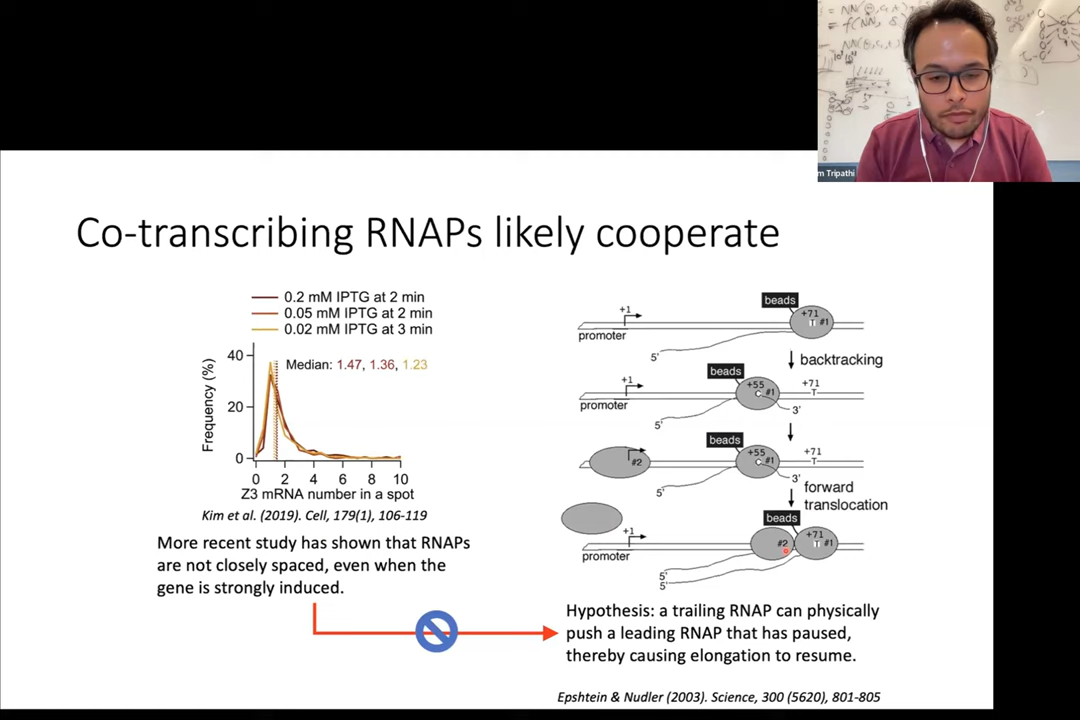 m Tripathi
Co-transcribing RNAPs likely cooperate
0.2 mM IPTG at 2 min
0.05 mM IPTG at 2 min
0.02 mM IPTG at 3 min
Median: 1.47, 1.36, 1.23
Frequency (%)
40
20
0
0 2 4 6 8 10
Z3 mRNA number in a spot
Kim et al. (2019). Cell, 179(1), 106-119
More recent study has shown that RNAPs
are not closely spaced, even when the
gene is strongly induced.
beads
+1
+71
T #1
promoter
5'
backtracking
beads
+1
+55
C #1
+71
T
promoter
3'
5'
beads
#2
+55
C #1
+71
T
3'
5'
forward
translocation
beads
+1
#2
+71
T #1
promoter
5'
5'
Hypothesis: a trailing RNAP can physically
push a leading RNAP that has paused,
thereby causing elongation to resume.
Epshtein & Nudler (2003). Science, 300 (5620), 801-805